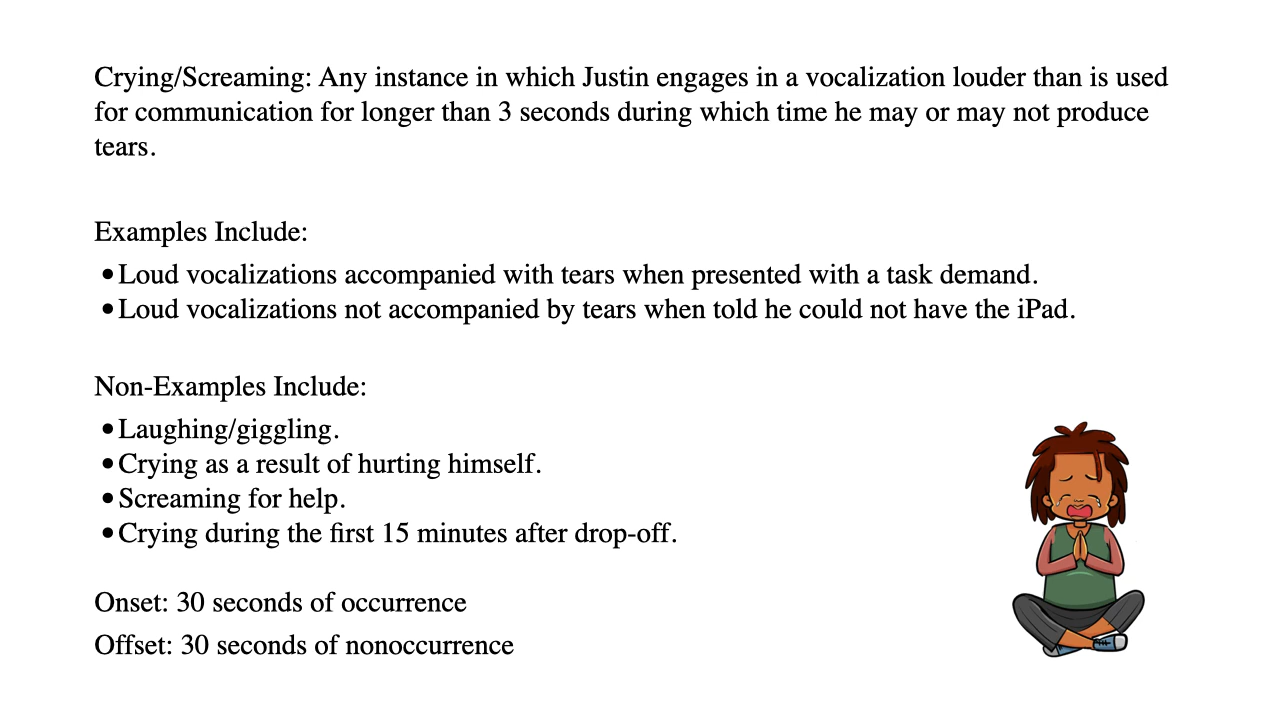 Crying/Screaming: Any instance in which Justin engages in a vocalization louder than is used
for communication for longer than 3 seconds during which time he may or may not produce
tears.
Examples Include:
•Loud vocalizations accompanied with tears when presented with a task demand.
•Loud vocalizations not accompanied by tears when told he could not have the iPad.
Non-Examples Include:
•Laughing/giggling.
•Crying as a result of hurting himself.
•Screaming for help.
•Crying during the first 15 minutes after drop-off.
Onset: 30 seconds of occurrence
Offset: 30 seconds of nonoccurrence